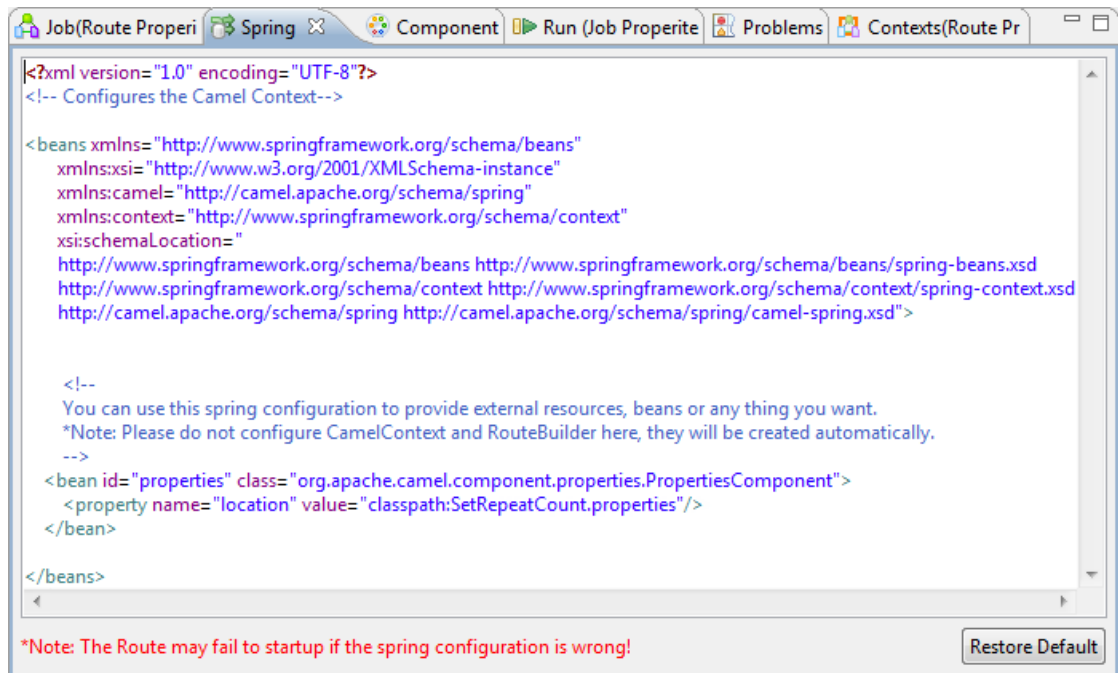 Job(Route Properi Spring Component Run (Job Properite Problems Contexts(Route Pr
<?xml version="1.0" encoding="UTF-8"?>
<!-- Configures the Camel Context-->
<beans xmlns="http://www.springframework.org/schema/beans"
xmlns:xsi="http://www.w3.org/2001/XMLSchema-instance"
xmlns:camel="http://camel.apache.org/schema/spring"
xmlns:context="http://www.springframework.org/schema/context"
xsi:schemaLocation="
http://www.springframework.org/schema/beans http://www.springframework.org/schema/beans/spring-beans.xsd
http://www.springframework.org/schema/context http://www.springframework.org/schema/context/spring-context.xsd
http://camel.apache.org/schema/spring http://camel.apache.org/schema/spring/camel-spring.xsd">
<!--
You can use this spring configuration to provide external resources, beans or any thing you want.
*Note: Please do not configure CamelContext and RouteBuilder here, they will be created automatically.
-->
<bean id="properties" class="org.apache.camel.component.properties.PropertiesComponent">
<property name="location" value="classpath:SetRepeatCount.properties"/>
</bean>
</beans>
*Note: The Route may fail to startup if the spring configuration is wrong! Restore Default